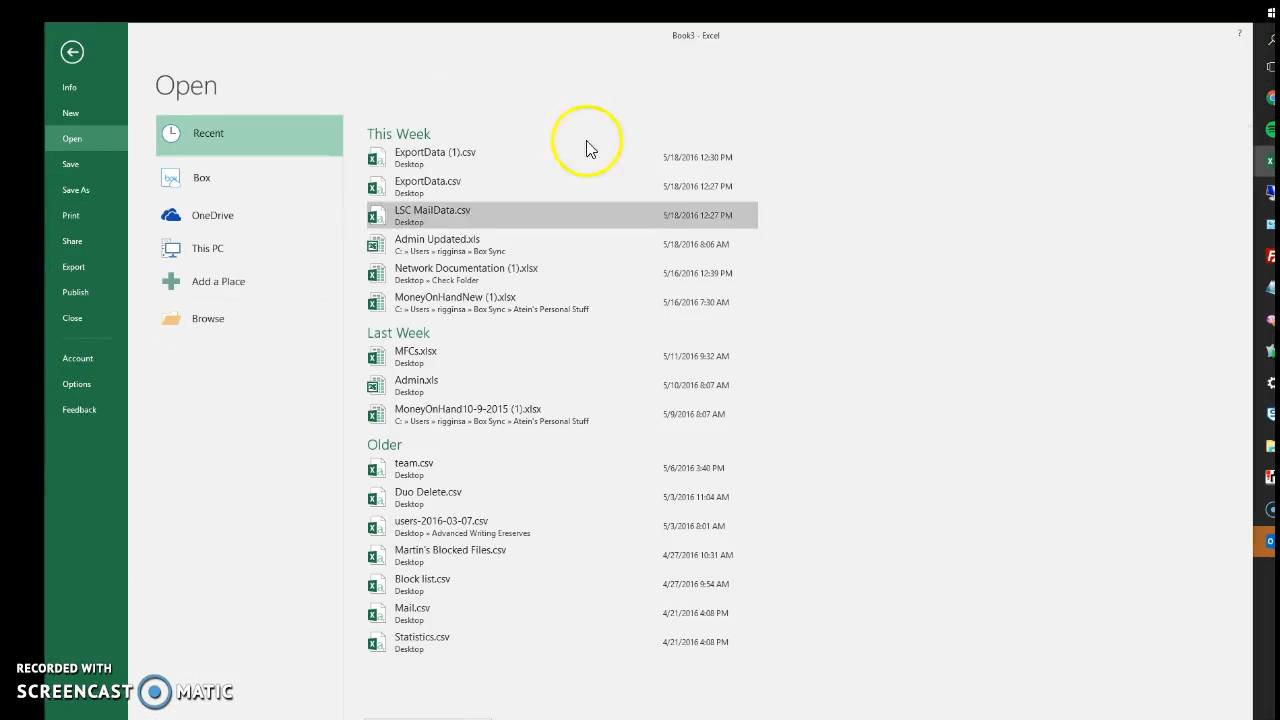 Book3 - Excel
?
Info
New
Open
Save
Save As
Print
Share
Export
Publish
Close
Account
Options
Feedback
Open
Recent
Box
OneDrive
This PC
Add a Place
Browse
This Week
ExportData (1).csv
Desktop
5/18/2016 12:30 PM
ExportData.csv
Desktop
5/18/2016 12:27 PM
LSC MailData.csv
Desktop
5/18/2016 12:27 PM
Admin Updated.xls
C: » Users » rigginsa » Box Sync
5/18/2016 8:06 AM
Network Documentation (1).xlsx
Desktop » Check Folder
5/16/2016 12:39 PM
MoneyOnHandNew (1).xlsx
C: » Users » rigginsa » Box Sync » Atein's Personal Stuff
5/16/2016 7:30 AM
Last Week
MFCs.xlsx
Desktop
5/11/2016 9:32 AM
Admin.xls
Desktop
5/10/2016 8:07 AM
MoneyOnHand10-9-2015 (1).xlsx
C: » Users » rigginsa » Box Sync » Atein's Personal Stuff
5/9/2016 8:07 AM
Older
team.csv
Desktop
5/6/2016 3:40 PM
Duo Delete.csv
Desktop
5/3/2016 11:04 AM
users-2016-03-07.csv
Desktop » Advanced Writing Ereserves
5/3/2016 8:01 AM
Martin's Blocked Files.csv
Desktop
4/27/2016 10:31 AM
Block list.csv
Desktop
4/27/2016 9:54 AM
Mail.csv
Desktop
4/21/2016 4:08 PM
Statistics.csv
Desktop
4/21/2016 4:08 PM
RECORDED WITH
SCREENCAST MATIC